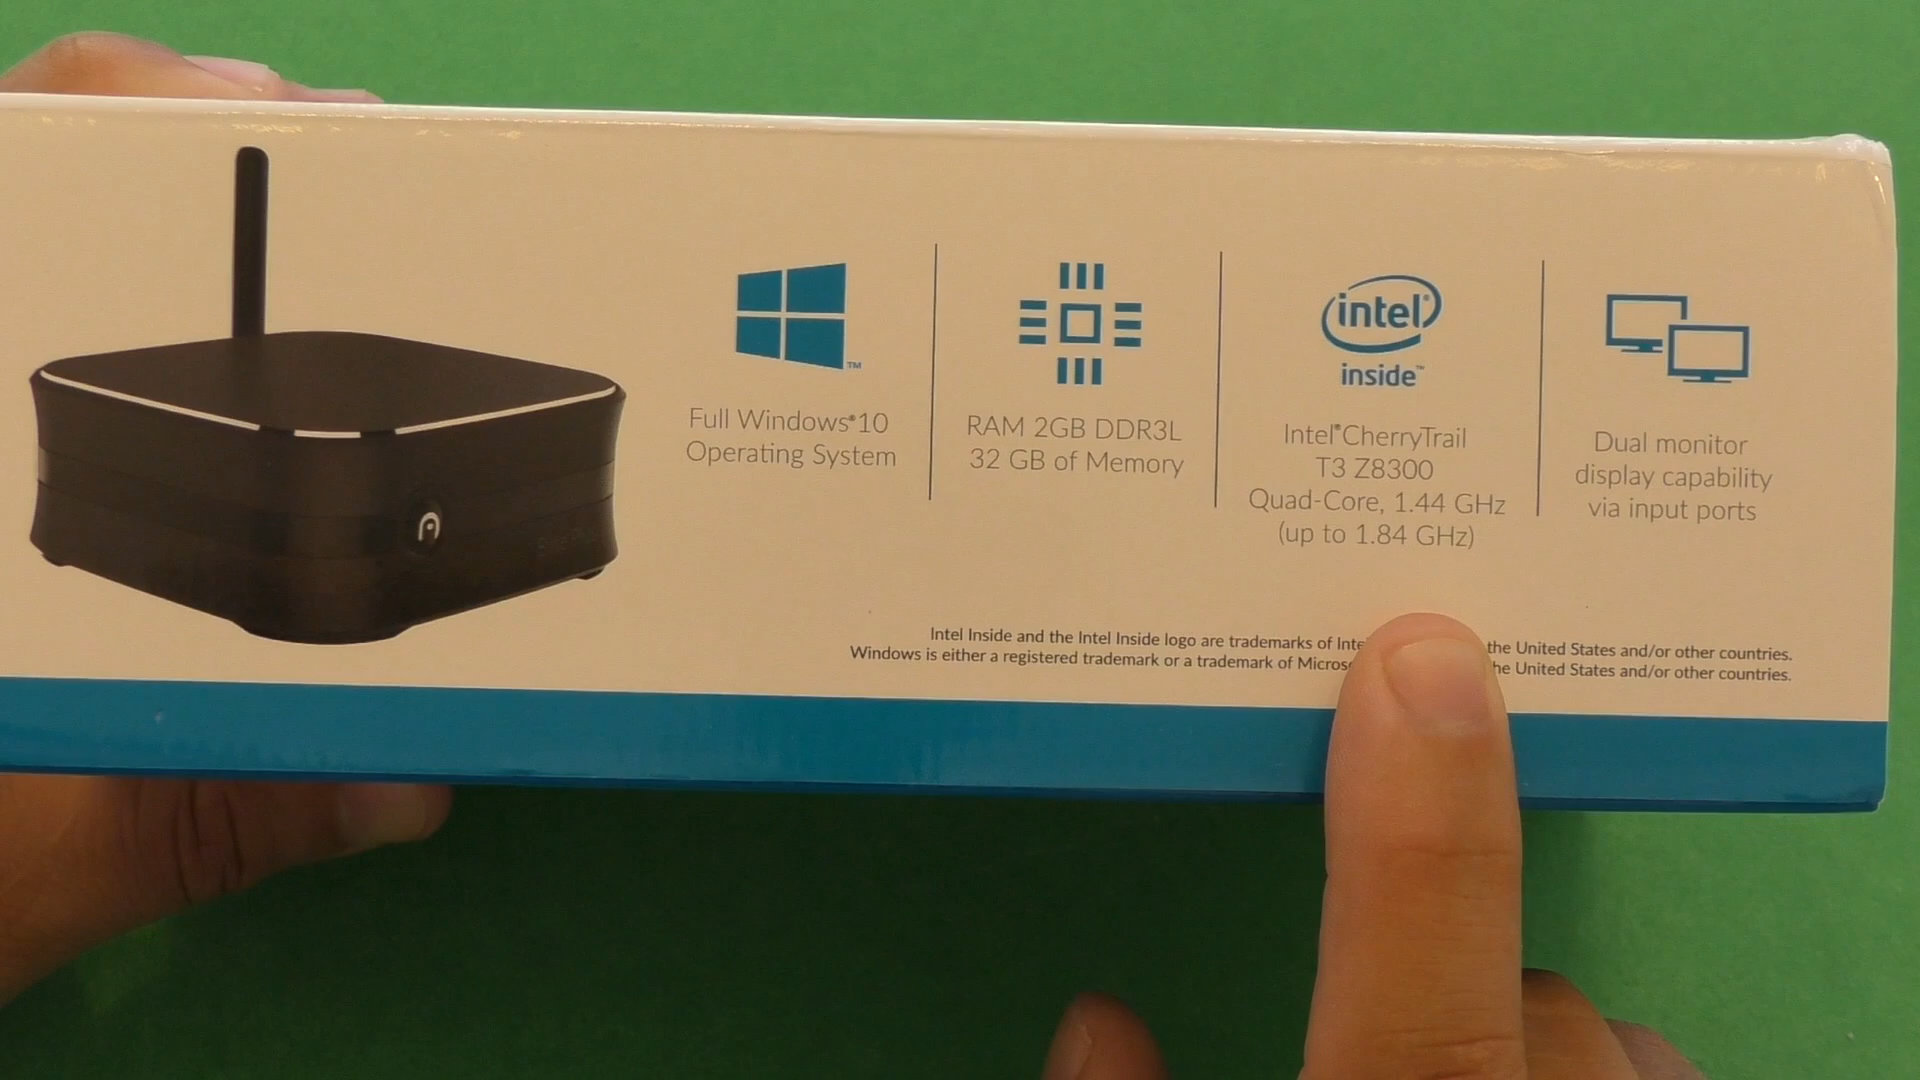 Full Windows®10
Operating System
RAM 2GB DDR3L
32 GB of Memory
intel®
inside™
Intel®CherryTrail
T3 Z8300
Quad-Core, 1.44 GHz
(up to 1.84 GHz)
Dual monitor
display capability
via input ports
TM
Intel Inside and the Intel Inside logo are trademarks of the United States and/or other countries.
Windows is either a registered trademark or a trademark of United States and/or other countries.